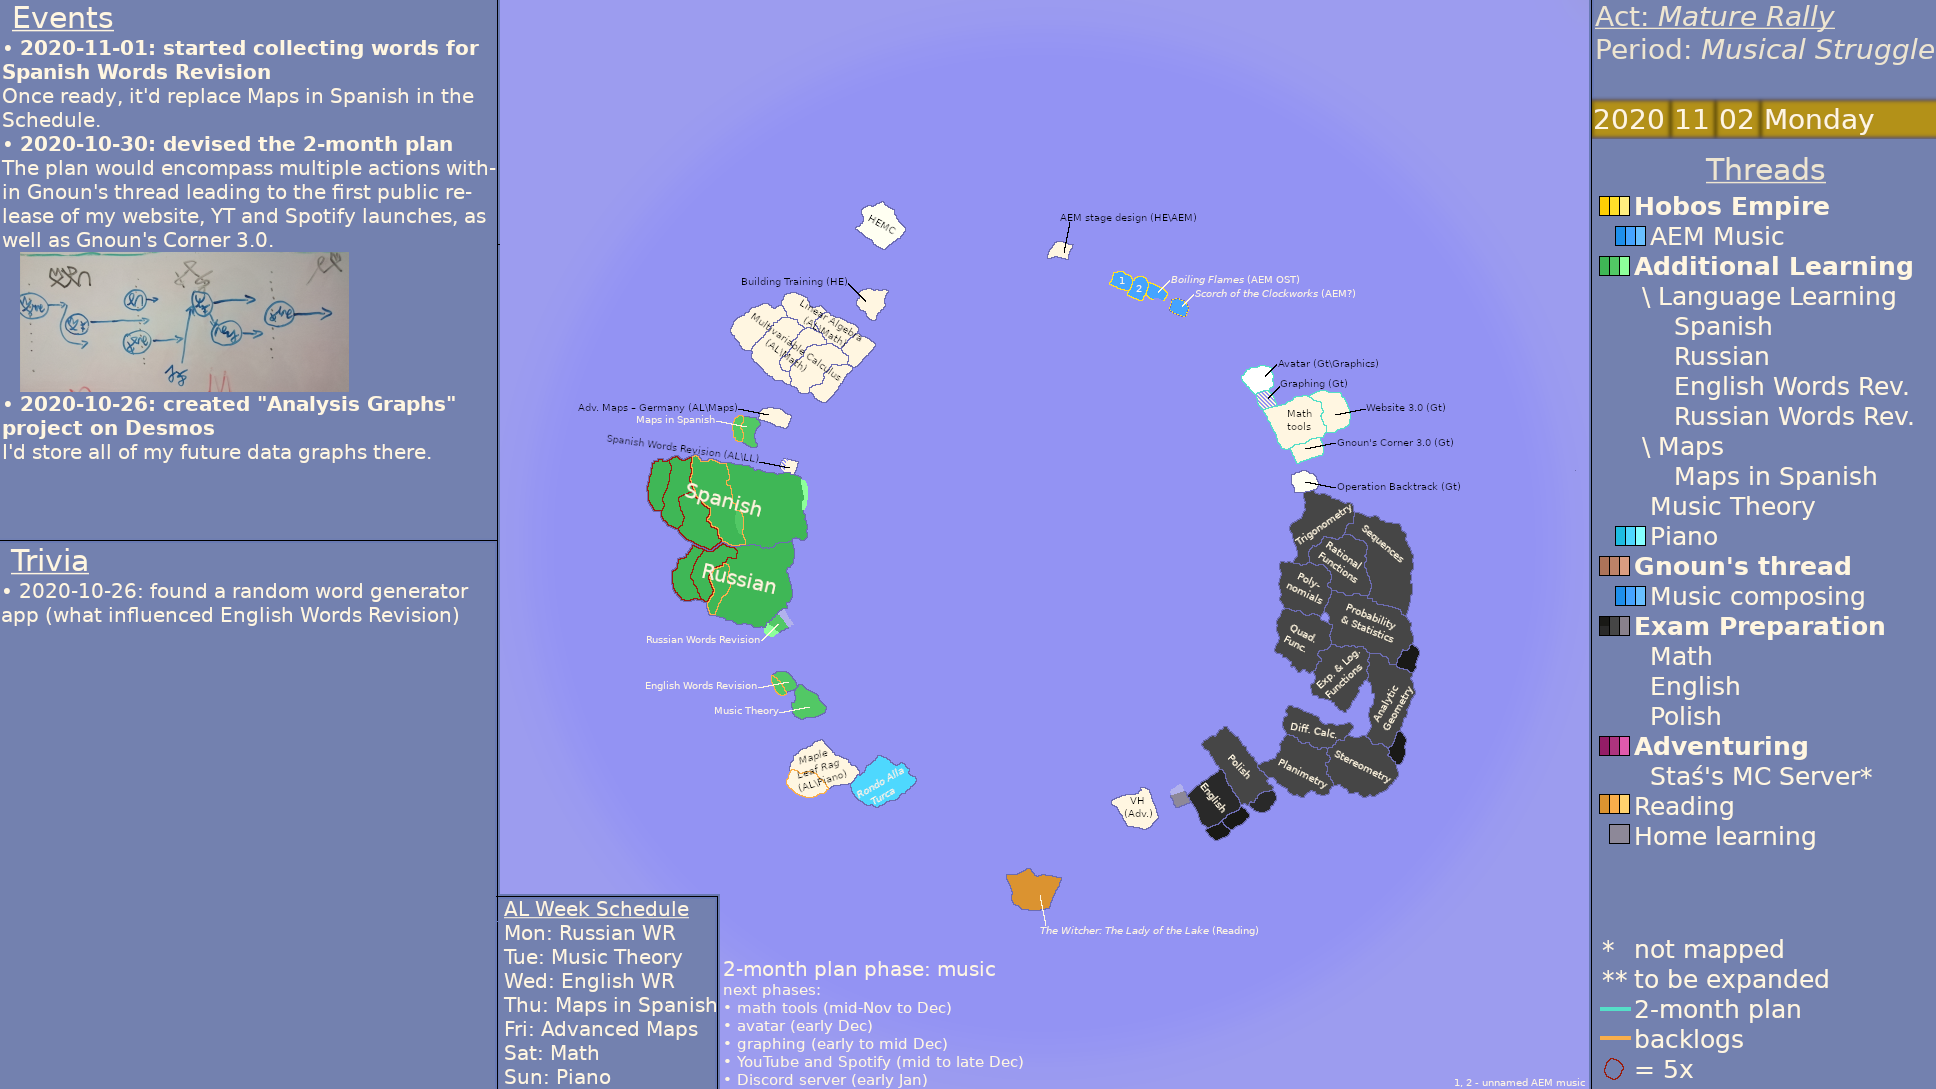 Events
• 2020-11-01: started collecting words for
Spanish Words Revision
Once ready, it'd replace Maps in Spanish in the
Schedule.
• 2020-10-30: devised the 2-month plan
The plan would encompass multiple actions with-
in Gnoun's thread leading to the first public re-
lease of my website, YT and Spotify launches, as
well as Gnoun's Corner 3.0.
• 2020-10-26: created "Analysis Graphs"
project on Desmos
I'd store all of my future data graphs there.
Trivia
• 2020-10-26: found a random word generator
app (what influenced English Words Revision)
HEMC
AEM stage design (HE\AEM)
Building Training (HE)
1
2
Boiling Flames (AEM OST)
Scorch of the Clockworks (AEM?)
Linear Algebra
(AL\Math)
Multivariable Calculus
(AL\Math)
Avatar (Gt\Graphics)
Graphing (Gt)
Math
tools
Website 3.0 (Gt)
Gnoun's Corner 3.0 (Gt)
Operation Backtrack (Gt)
Adv. Maps – Germany (AL\Maps)
Maps in Spanish
Spanish Words Revision (AL\LL)
Spanish
Russian
Russian Words Revision
English Words Revision
Music Theory
Maple
Leaf Rag
(AL\Piano)
Rondo Alla
Turca
Trigonometry
Sequences
Rational
Functions
Poly-
nomials
Probability
& Statistics
Quad.
Func.
Exp. & Log.
Functions
Analytic
Geometry
Diff. Calc.
Planimetry
Stereometry
Polish
English
VH
(Adv.)
The Witcher: The Lady of the Lake (Reading)
AL Week Schedule
Mon: Russian WR
Tue: Music Theory
Wed: English WR
Thu: Maps in Spanish
Fri: Advanced Maps
Sat: Math
Sun: Piano
2-month plan phase: music
next phases:
• math tools (mid-Nov to Dec)
• avatar (early Dec)
• graphing (early to mid Dec)
• YouTube and Spotify (mid to late Dec)
• Discord server (early Jan)
1, 2 - unnamed AEM music
Act: Mature Rally
Period: Musical Struggle
2020 11 02 Monday
Threads
Hobos Empire
AEM Music
Additional Learning
\ Language Learning
Spanish
Russian
English Words Rev.
Russian Words Rev.
\ Maps
Maps in Spanish
Music Theory
Piano
Gnoun's thread
Music composing
Exam Preparation
Math
English
Polish
Adventuring
Staś's MC Server*
Reading
Home learning
* not mapped
** to be expanded
2-month plan
backlogs
= 5x